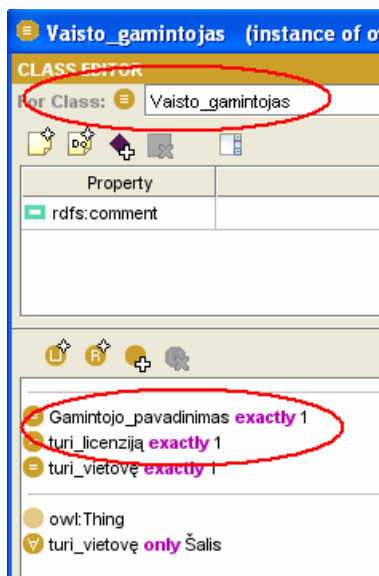 Vaisto_gamintojas (instance of o
CLASS EDITOR
For Class: Vaisto_gamintojas
Property
rdfs:comment
Gamintojo_pavadinimas exactly 1
turi_licenziją exactly 1
turi_vietovę exactly 1
owl:Thing
turi_vietovę only Šalis